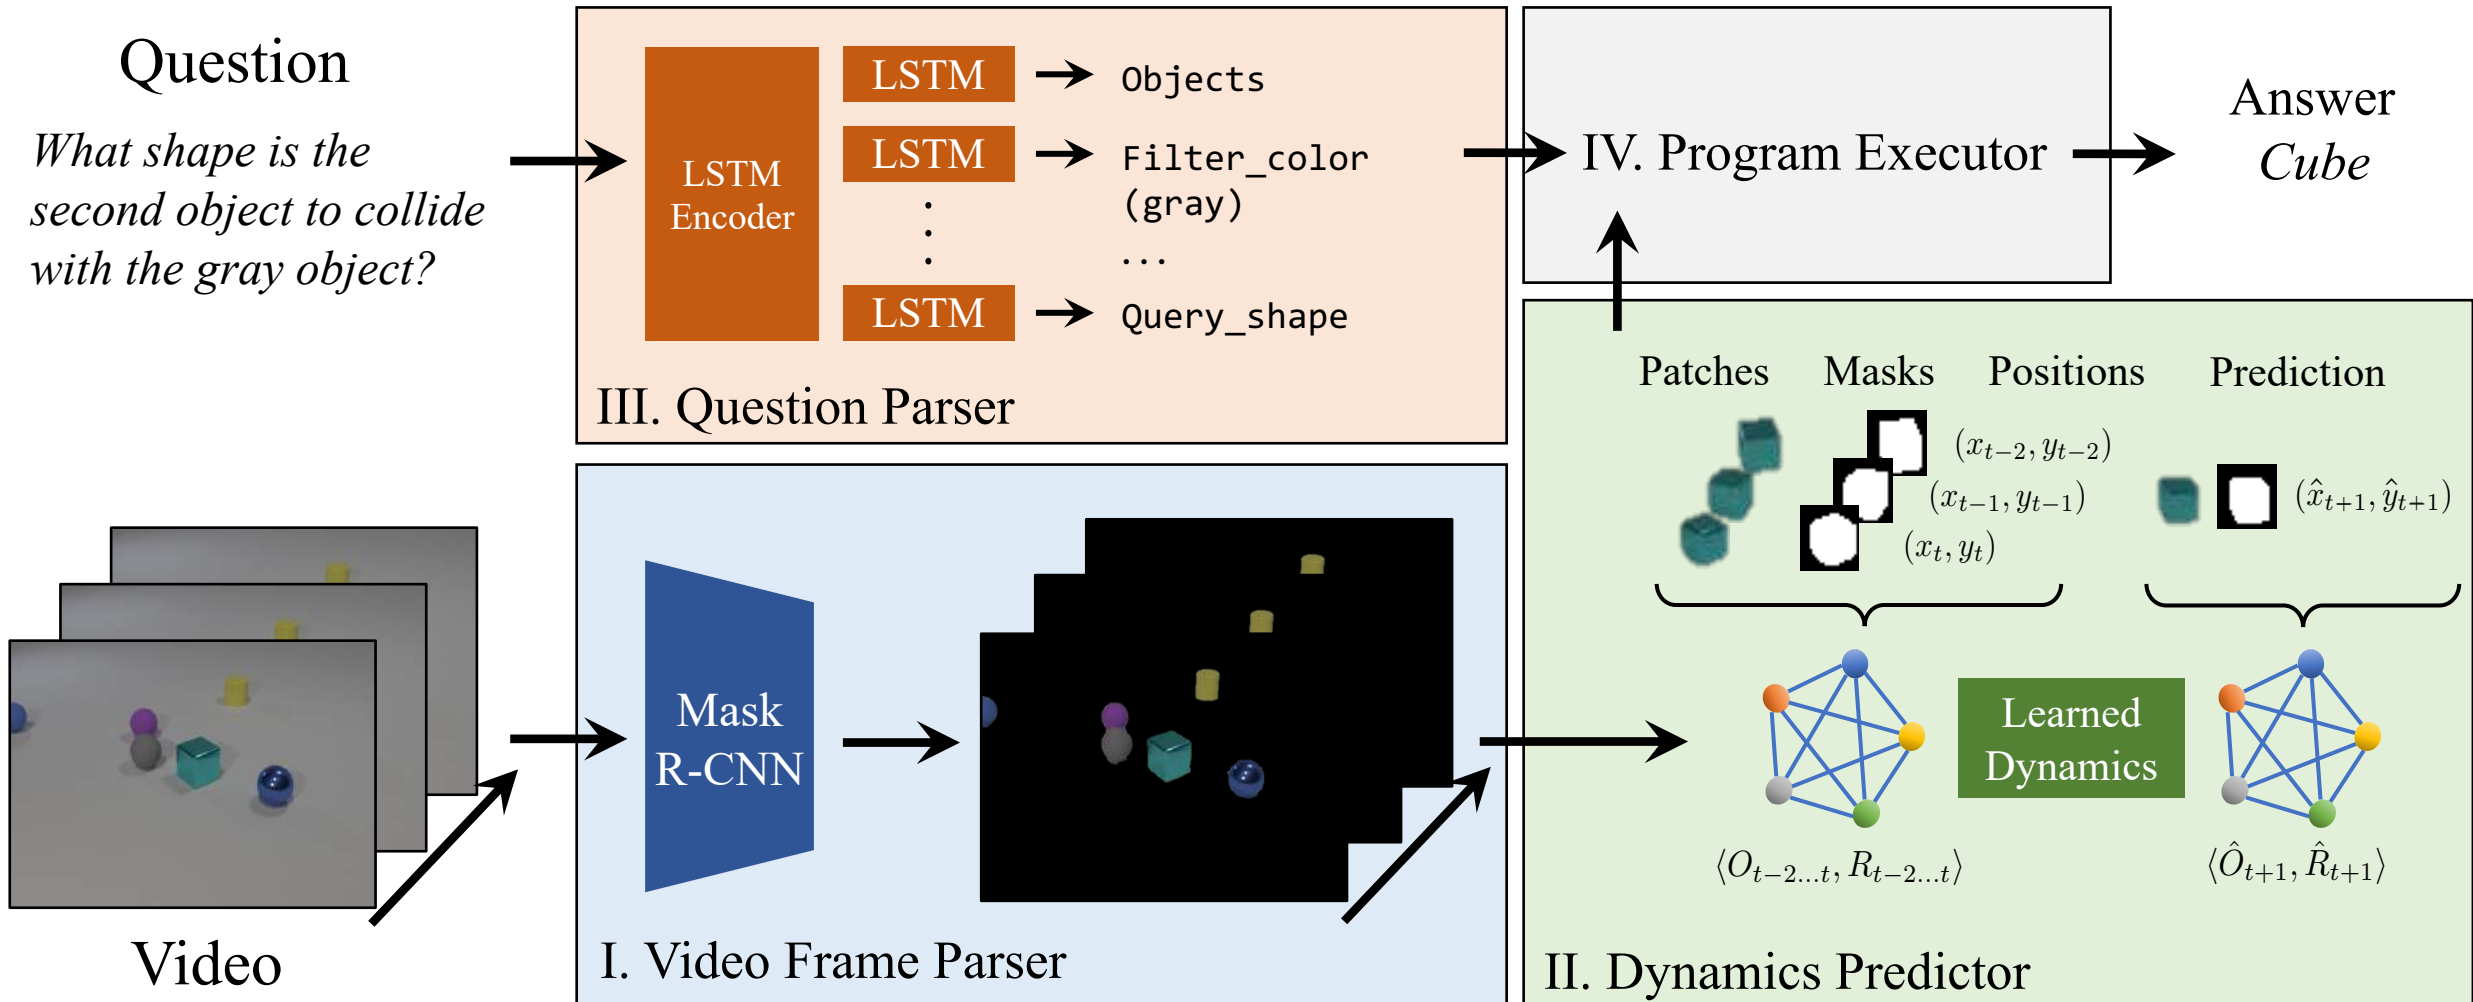 Question
What shape is the
second object to collide
with the gray object?
LSTM
Encoder
LSTM
Objects
LSTM
Filter_color
(gray)
.
.
.
...
LSTM
Query_shape
III. Question Parser
IV. Program Executor
Answer
Cube
Video
Mask
R-CNN
I. Video Frame Parser
Patches
Masks
Positions
Prediction
(x_{t−2}, y_{t−2})
(x_{t−1}, y_{t−1})
(x_t, y_t)
(x̂_{t+1}, ŷ_{t+1})
Learned
Dynamics
⟨O_{t−2...t}, R_{t−2...t}⟩
⟨Ô_{t+1}, R̂_{t+1}⟩
II. Dynamics Predictor